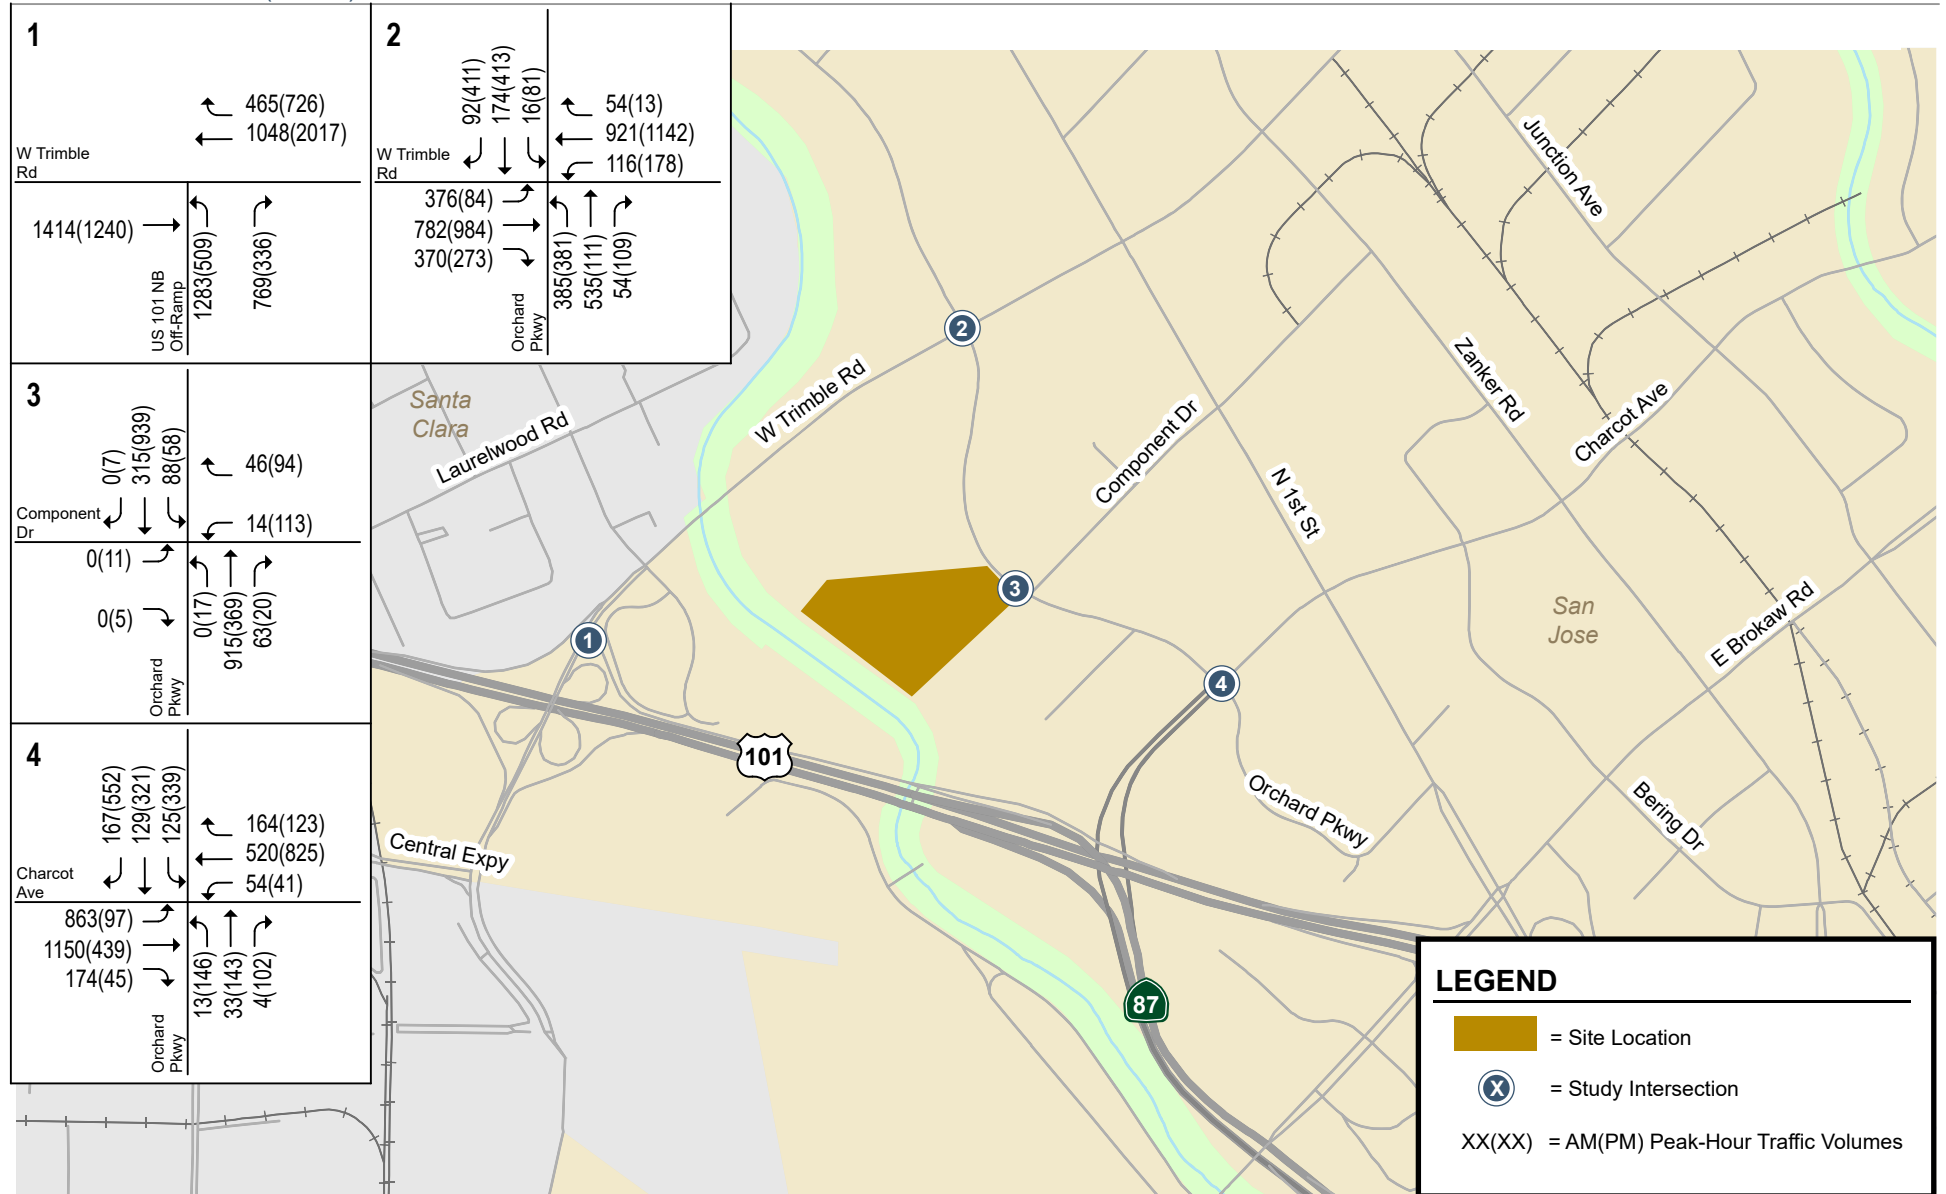 1
465(726)
1048(2017)
W Trimble
Rd
1414(1240)
US 101 NB
Off-Ramp
1283(509)
769(336)
2
92(411)
174(413)
16(81)
54(13)
921(1142)
116(178)
W Trimble
Rd
376(84)
782(984)
370(273)
Orchard
Pkwy
385(381)
535(111)
54(109)
3
0(7)
315(939)
88(58)
46(94)
14(113)
Component
Dr
0(11)
0(5)
Orchard
Pkwy
0(17)
915(369)
63(20)
4
167(552)
129(321)
125(339)
164(123)
520(825)
54(41)
Charcot
Ave
863(97)
1150(439)
174(45)
Orchard
Pkwy
13(146)
33(143)
4(102)
Junction Ave
2
W Trimble Rd
Santa
Clara
Laurelwood Rd
Zanker Rd
Charcot Ave
Component Dr
N 1st St
3
San
Jose
E Brokaw Rd
1
4
101
Orchard Pkwy
Bering Dr
Central Expy
87
LEGEND
= Site Location
X
= Study Intersection
XX(XX) = AM(PM) Peak-Hour Traffic Volumes